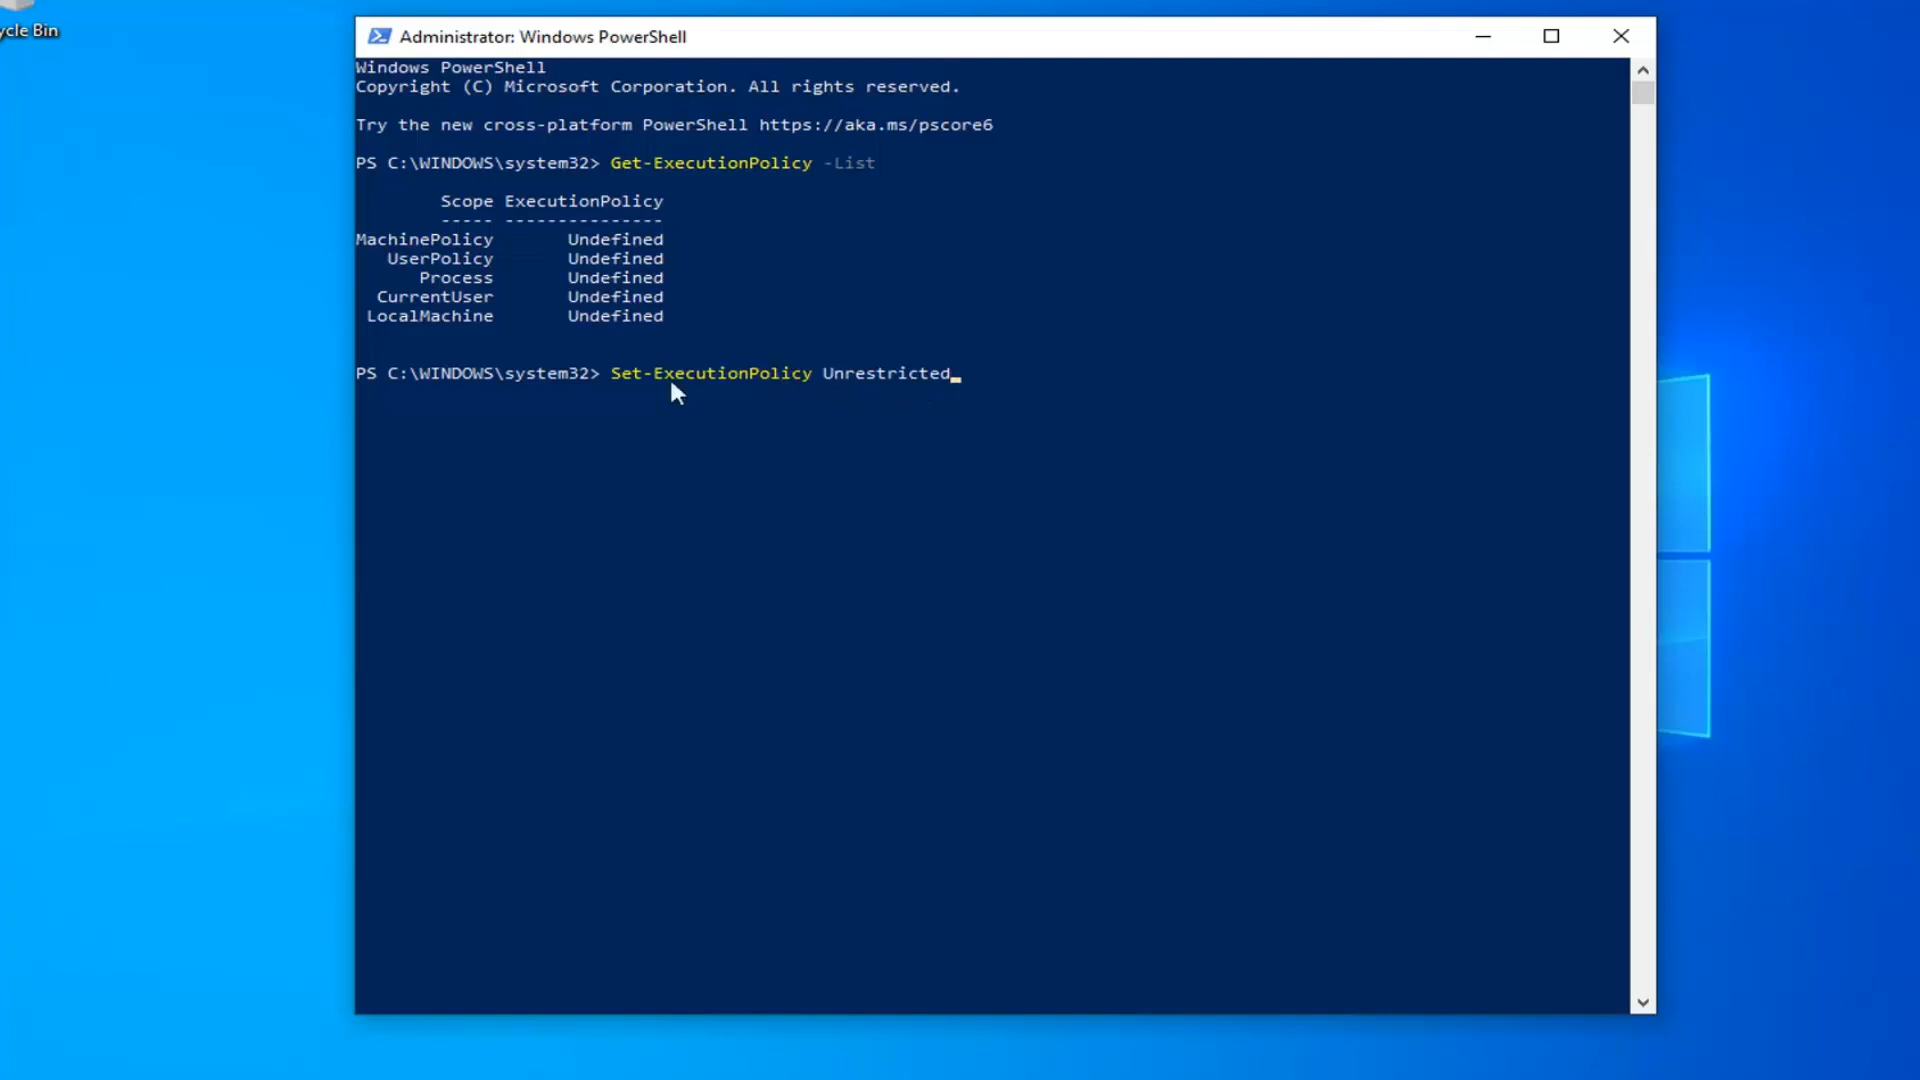 ycle Bin
Administrator: Windows PowerShell
Windows PowerShell
Copyright (C) Microsoft Corporation. All rights reserved.
Try the new cross-platform PowerShell https://aka.ms/pscore6
PS C:\WINDOWS\system32> Get-ExecutionPolicy -List
Scope ExecutionPolicy
----- ---------------
MachinePolicy Undefined
UserPolicy Undefined
Process Undefined
CurrentUser Undefined
LocalMachine Undefined
PS C:\WINDOWS\system32> Set-ExecutionPolicy Unrestricted